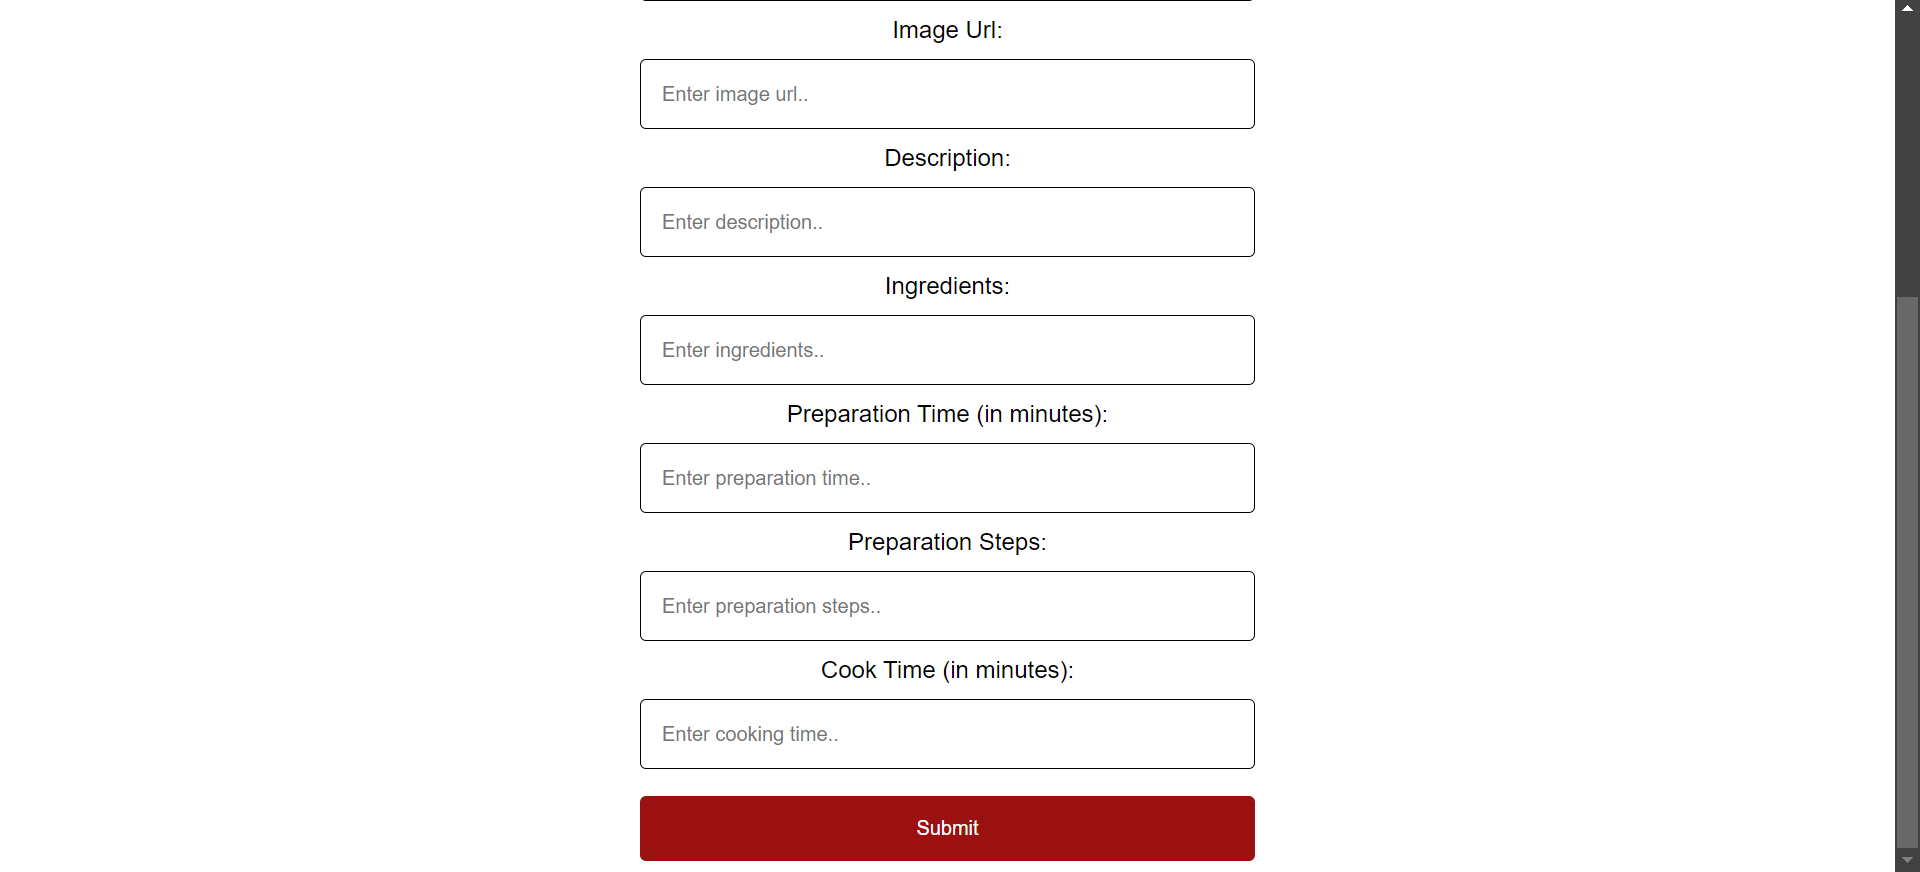 Image Url:
Enter image url..
Description:
Enter description..
Ingredients:
Enter ingredients..
Preparation Time (in minutes):
Enter preparation time..
Preparation Steps:
Enter preparation steps..
Cook Time (in minutes):
Enter cooking time..
Submit